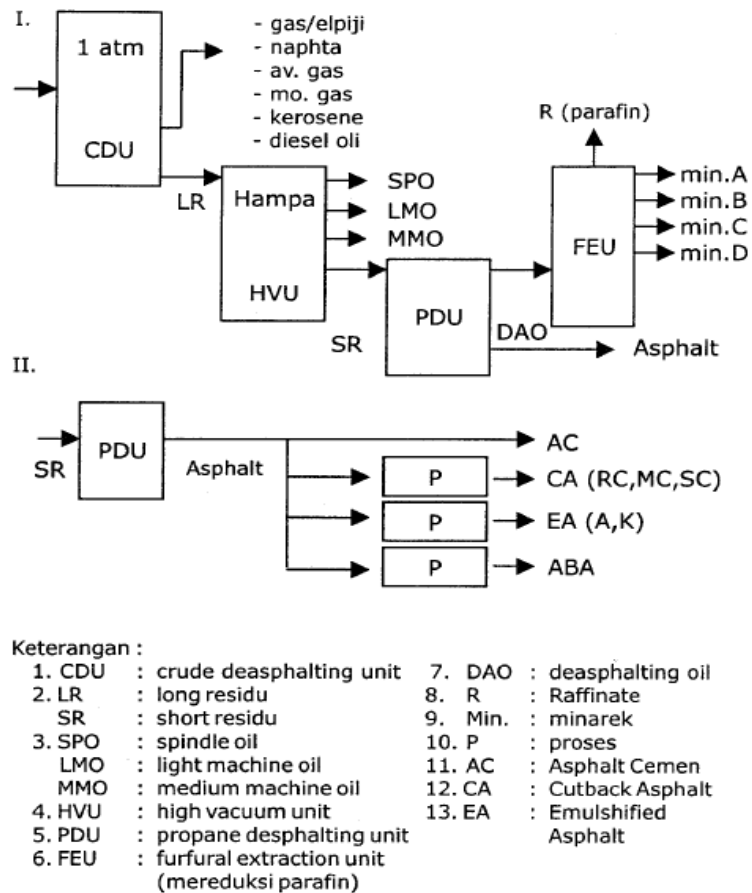 I.
1 atm
CDU
- gas/elpiji
- naphta
- av. gas
- mo. gas
- kerosene
- diesel oli
LR
Hampa
HVU
SPO
LMO
MMO
SR
PDU
DAO
R (parafin)
FEU
min.A
min.B
min.C
min.D
Asphalt
II.
SR
PDU
Asphalt
AC
P
CA (RC,MC,SC)
P
EA (A,K)
P
ABA
Keterangan :
1. CDU : crude deasphalting unit
2. LR : long residu
SR : short residu
3. SPO : spindle oil
LMO : light machine oil
MMO : medium machine oil
4. HVU : high vacuum unit
5. PDU : propane desphalting unit
6. FEU : furfural extraction unit
(mereduksi parafin)
7. DAO : deasphalting oil
8. R : Raffinate
9. Min. : minarek
10. P : proses
11. AC : Asphalt Cemen
12. CA : Cutback Asphalt
13. EA : Emulshified
Asphalt